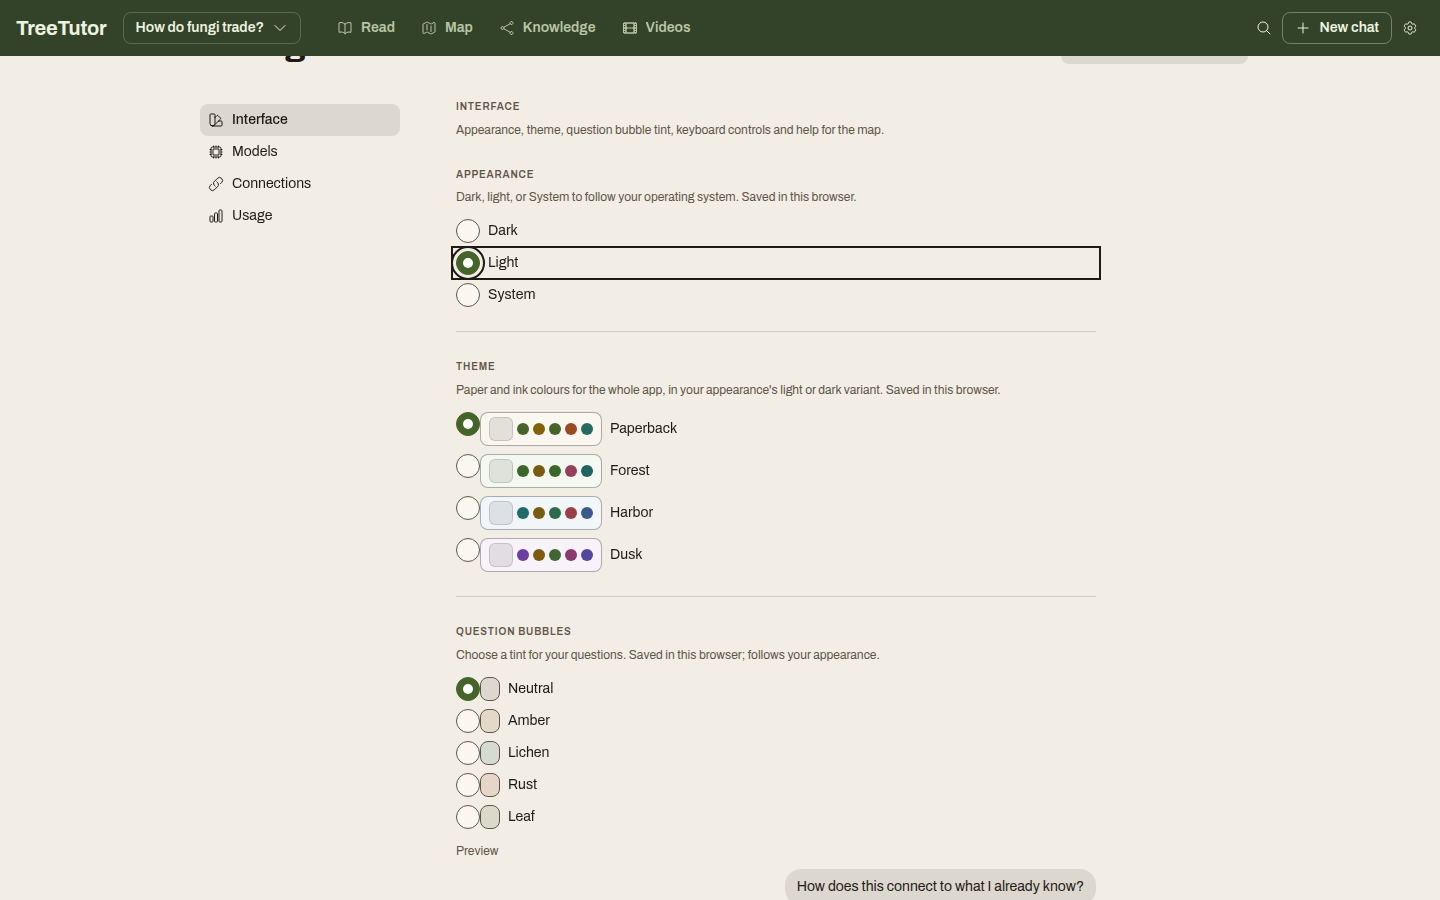 TreeTutor
How do fungi trade?
Read
Map
Knowledge
Videos
New chat
Interface
Models
Connections
Usage
INTERFACE
Appearance, theme, question bubble tint, keyboard controls and help for the map.
APPEARANCE
Dark, light, or System to follow your operating system. Saved in this browser.
Dark
Light
System
THEME
Paper and ink colours for the whole app, in your appearance's light or dark variant. Saved in this browser.
Paperback
Forest
Harbor
Dusk
QUESTION BUBBLES
Choose a tint for your questions. Saved in this browser; follows your appearance.
Neutral
Amber
Lichen
Rust
Leaf
Preview
How does this connect to what I already know?